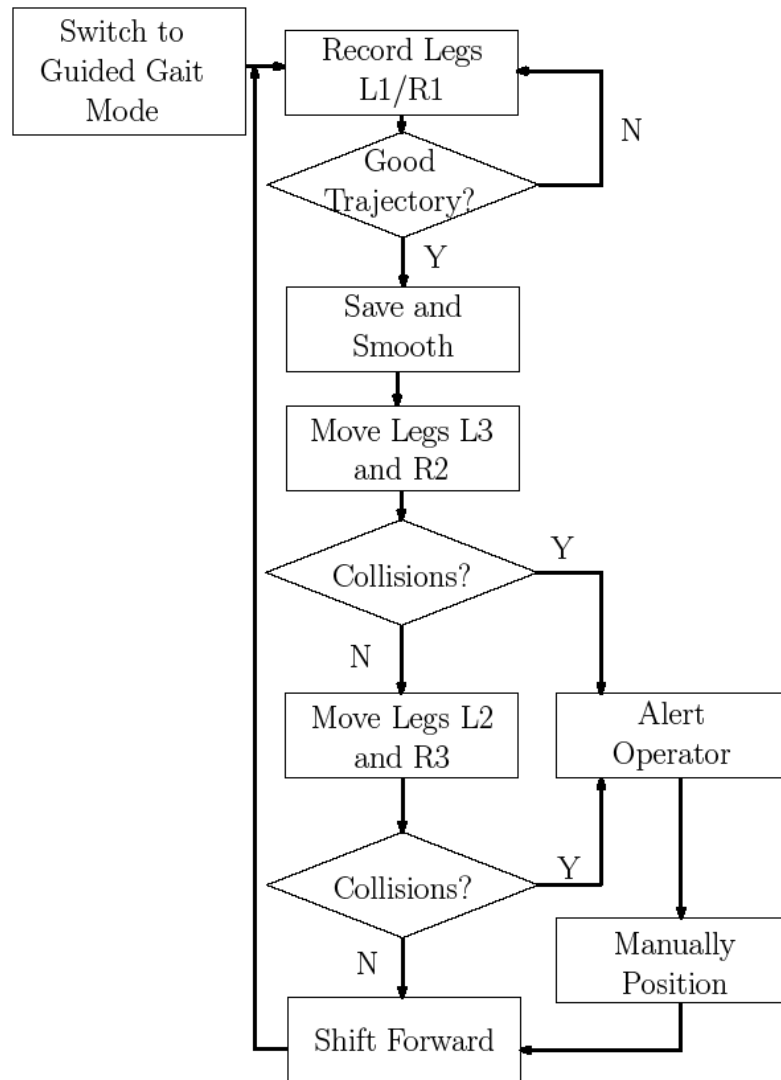 Switch to
Guided Gait
Mode
Record Legs
L1/R1
N
Good
Trajectory?
Y
Save and
Smooth
Move Legs L3
and R2
Y
Collisions?
N
Move Legs L2
and R3
Alert
Operator
Y
Collisions?
N
Manually
Position
Shift Forward